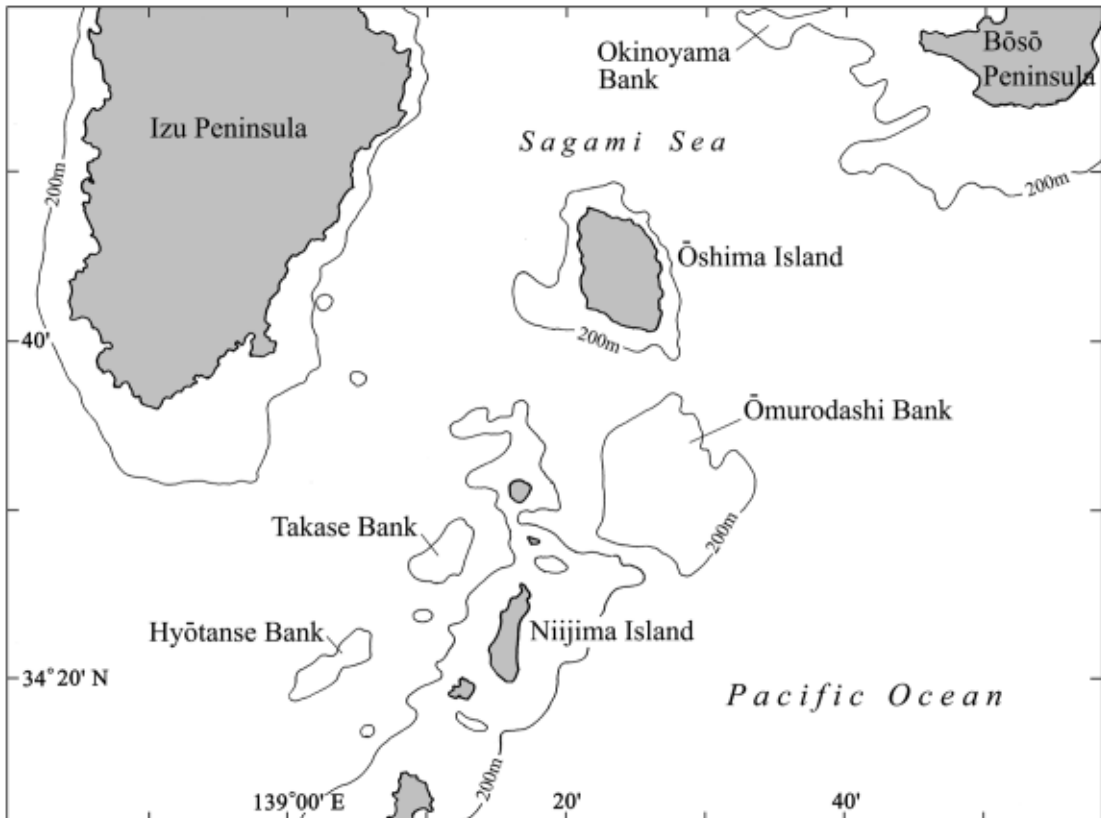 Okinoyama
Bank
Bōsō
Peninsula
Izu Peninsula
Sagami Sea
200m
200m
Ōshima Island
200m
40'
Ōmurodashi Bank
Takase Bank
200m
Hyōtanse Bank
Niijima Island
34°20' N
Pacific Ocean
200m
139°00' E
20'
40'